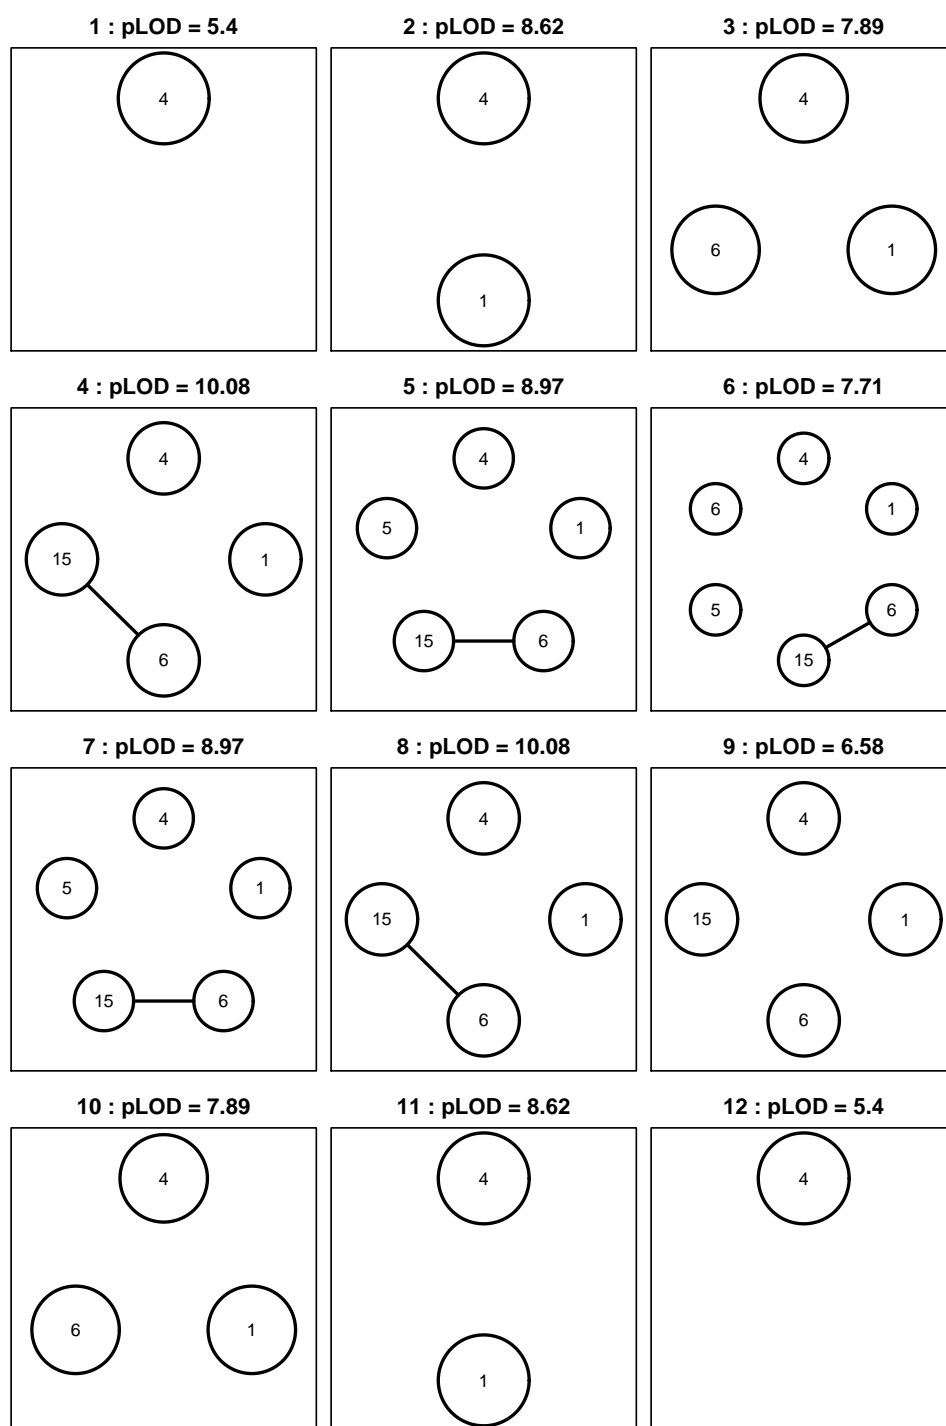 1 : pLOD = 5.4
4
2 : pLOD = 8.62
4
1
3 : pLOD = 7.89
4
6 1
4 : pLOD = 10.08
4
15 1
6
5 : pLOD = 8.97
4
5 1
15 6
6 : pLOD = 7.71
4
6 1
5 6
15
7 : pLOD = 8.97
4
5 1
15 6
8 : pLOD = 10.08
4
15 1
6
9 : pLOD = 6.58
4
15 1
6
10 : pLOD = 7.89
4
6 1
11 : pLOD = 8.62
4
1
12 : pLOD = 5.4
4